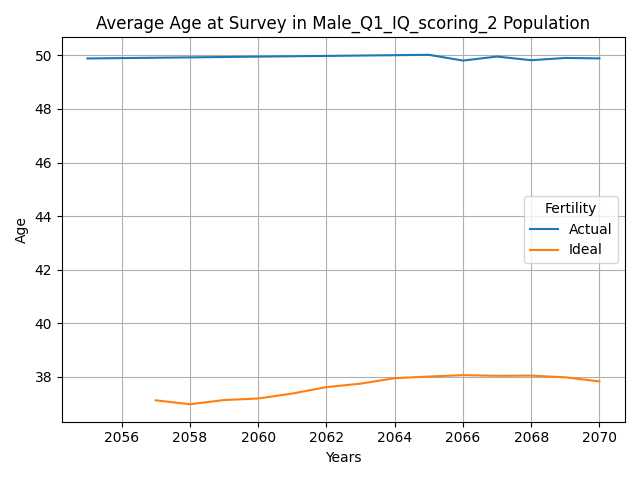 Average Age at Survey in Male_Q1_IQ_scoring_2 Population
Age
50
48
46
44
42
40
38
Fertility
Actual
Ideal
2056 2058 2060 2062 2064 2066 2068 2070
Years